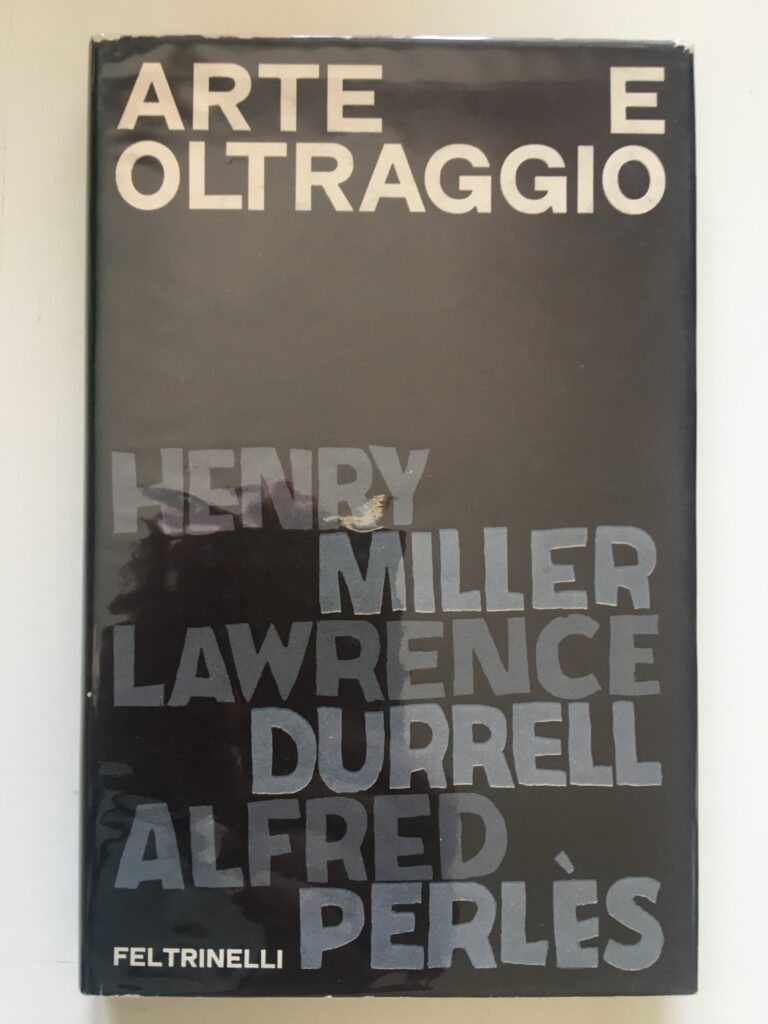 ARTE E
OLTRAGGIO
HENRY
MILLER
LAWRENCE
DURRELL
ALFRED
PERLÈS
FELTRINELLI